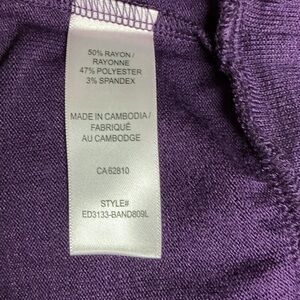 50% RAYON /
RAYONNE
47% POLYESTER
3% SPANDEX
MADE IN CAMBODIA /
FABRIQUÉ
AU CAMBODGE
CA 62810
STYLE#
ED3133-BAND809L